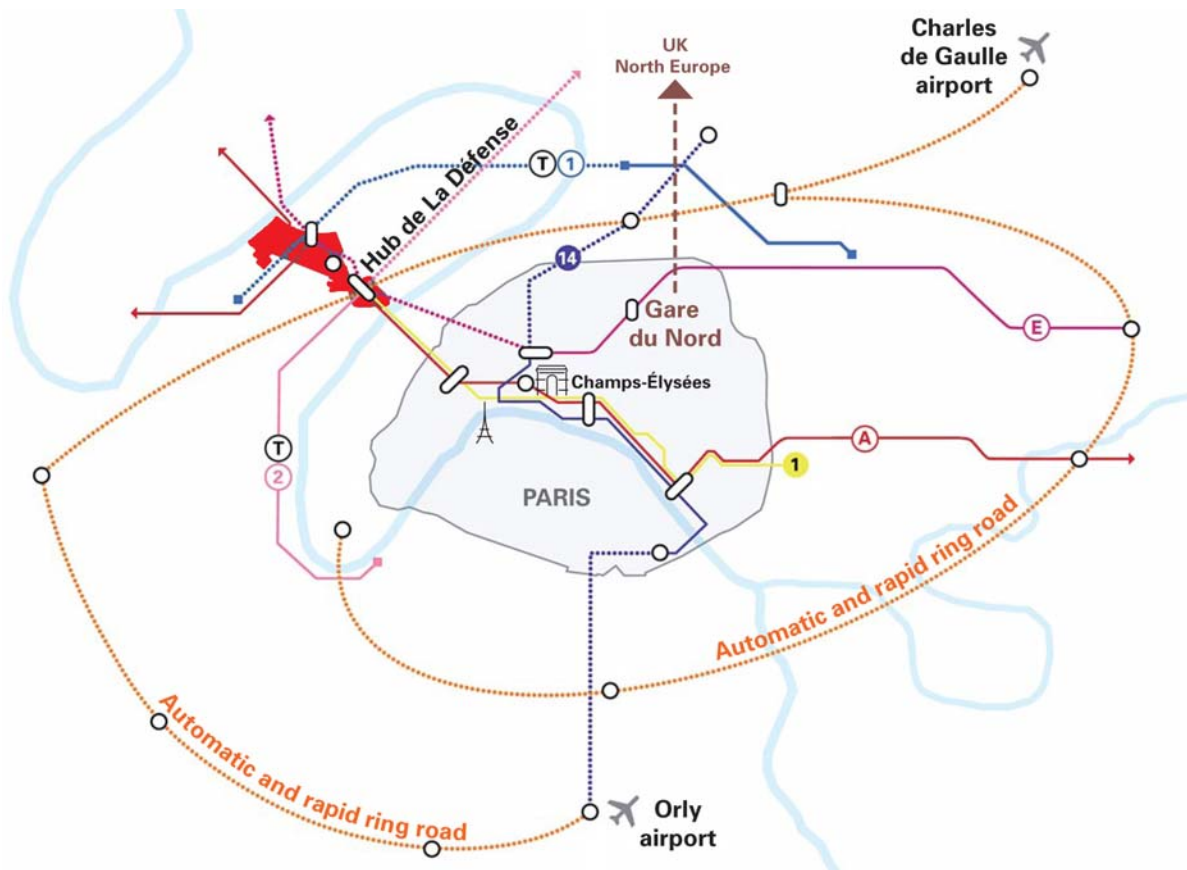 Charles
de Gaulle
airport
UK
North Europe
Hub de La Défense
T 1
14
Gare
du Nord
E
Champs-Élysées
A
1
T
2
PARIS
Automatic and rapid ring road
Automatic and rapid ring road
Orly
airport